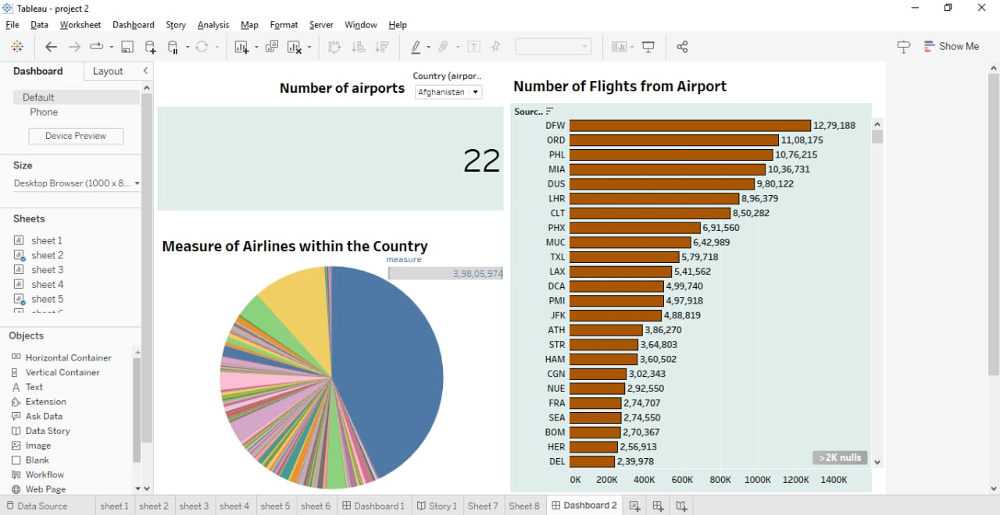 Tableau - project 2
File Data Worksheet Dashboard Story Analysis Map Format Server Window Help
Show Me
Dashboard Layout
Default
Phone
Device Preview
Size
Desktop Browser (1000 x 8...
Sheets
sheet 1
sheet 2
sheet 3
sheet 4
sheet 5
Objects
Horizontal Container
Vertical Container
Text
Extension
Ask Data
Data Story
Image
Blank
Workflow
Web Page
Number of airports
Country (airpor..
Afghanistan
22
Measure of Airlines within the Country
measure
3,98,05,974
Number of Flights from Airport
Sourc..
DFW 12,79,188
ORD 11,08,175
PHL 10,76,215
MIA 10,36,731
DUS 9,80,122
LHR 8,96,379
CLT 8,50,282
PHX 6,91,560
MUC 6,42,989
TXL 5,79,718
LAX 5,41,562
DCA 4,99,740
PMI 4,97,918
JFK 4,88,819
ATH 3,86,270
STR 3,64,803
HAM 3,60,502
CGN 3,02,343
NUE 2,92,550
FRA 2,74,707
SEA 2,74,550
BOM 2,70,367
HER 2,56,913
DEL 2,39,978
>2K nulls
0K 200K 400K 600K 800K 1000K 1200K 1400K
Data Source sheet 1 sheet 2 sheet 3 sheet 4 sheet 5 sheet 6 Dashboard 1 Story 1 Sheet 7 Sheet 8 Dashboard 2